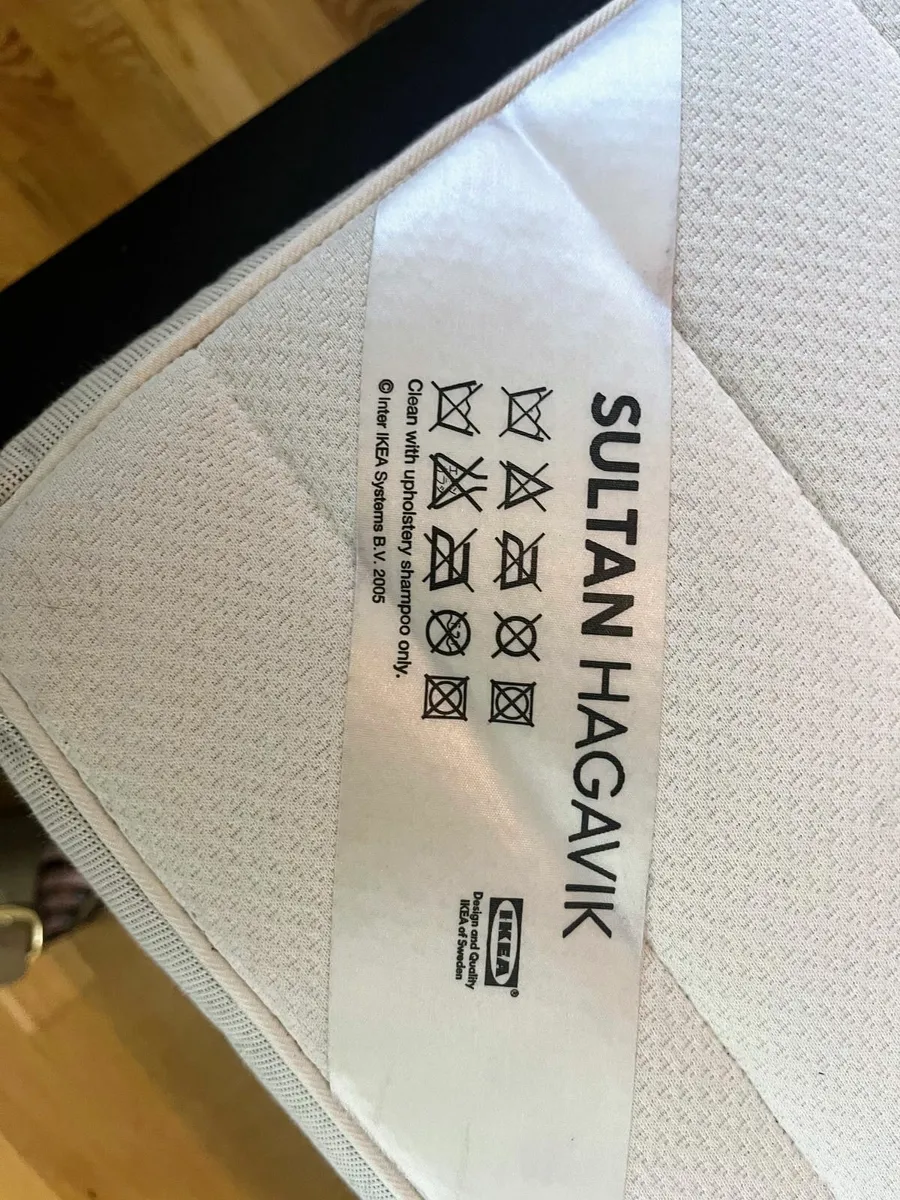 SULTAN HAGAVIK
Clean with upholstery shampoo only.
© Inter IKEA Systems B.V. 2005
IKEA®
Design and Quality
IKEA of Sweden